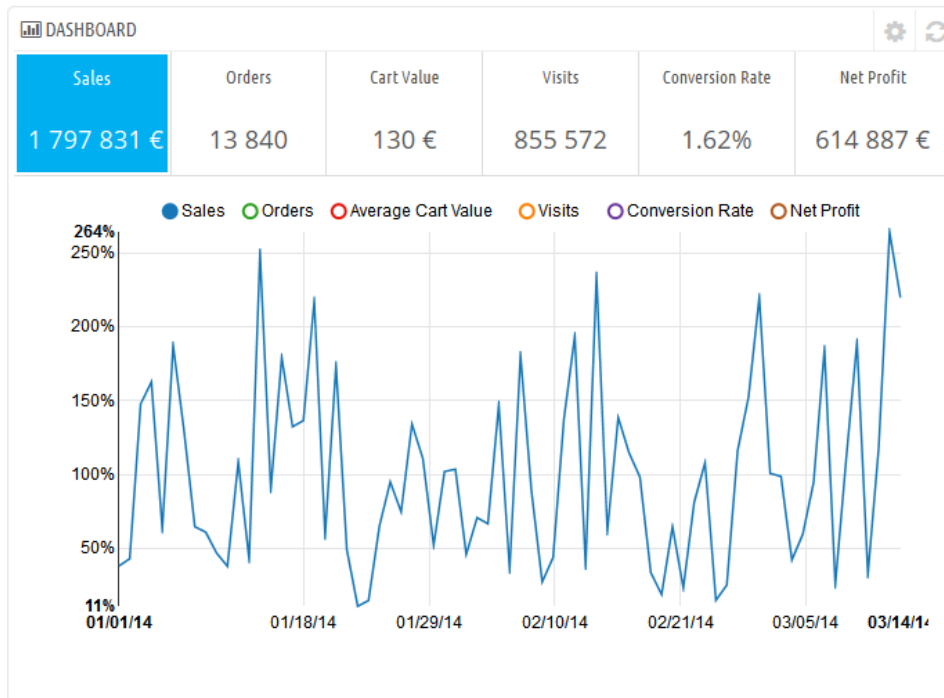 DASHBOARD
Sales Orders Cart Value Visits Conversion Rate Net Profit
1 797 831 € 13 840 130 € 855 572 1.62% 614 887 €
Sales Orders Average Cart Value Visits Conversion Rate Net Profit
264%
250%
200%
150%
100%
50%
11%
01/01/14 01/18/14 01/29/14 02/10/14 02/21/14 03/05/14 03/14/14